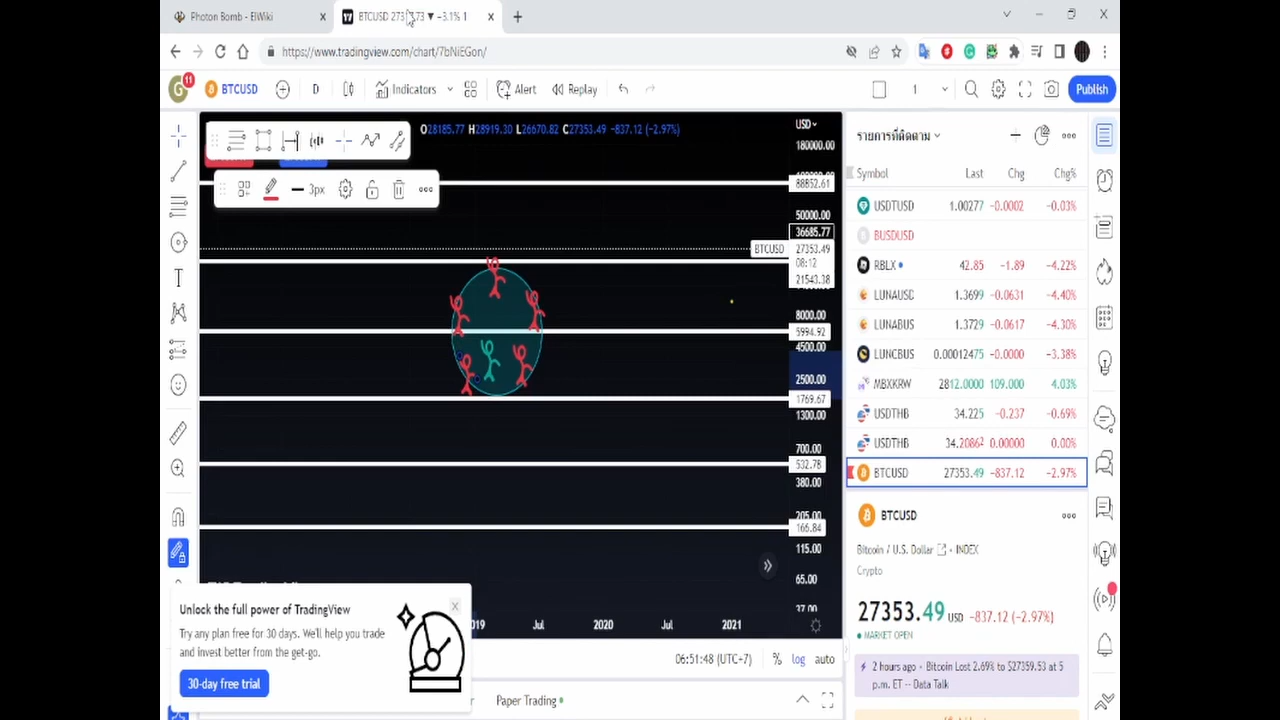 Photon Bomb - ElWiki
BTCUSD ▼ −3.1% 1
https://www.tradingview.com/chart/7bNiEGon/
G 11
BTCUSD
D
Indicators
Alert
Replay
1
Publish
O28185.77 H28919.30 L26670.82 C27353.49 −837.12 (−2.97%)
3px
USD
180000.00
88852.61
50000.00
36685.77
BTCUSD
27353.49
08:12
21543.38
8000.00
5994.92
4500.00
2500.00
1769.67
1300.00
700.00
532.78
380.00
205.00
166.84
115.00
65.00
37.00
2019
Jul
2020
Jul
2021
06:51:48 (UTC+7)
%
log
auto
Unlock the full power of TradingView
Try any plan free for 30 days. We'll help you trade
and invest better from the get-go.
30-day free trial
Paper Trading
รายการที่ติดตาม
Symbol Last Chg Chg%
USDTUSD 1.00277 −0.0002 −0.03%
BUSDUSD
RBLX 42.85 −1.89 −4.22%
LUNAUSD 1.3699 −0.0631 −4.40%
LUNABUS 1.3729 −0.0617 −4.30%
LUNCBUS 0.00012475 −0.0000 −3.38%
MBXKRW 2812.0000 109.000 4.03%
USDTHB 34.225 −0.237 −0.69%
USDTHB 34.2086² 0.00000 0.00%
BTCUSD 27353.49 −837.12 −2.97%
BTCUSD
Bitcoin / U.S. Dollar • INDEX
Crypto
27353.49 USD −837.12 (−2.97%)
MARKET OPEN
2 hours ago • Bitcoin Lost 2.69% to $27359.53 at 5
p.m. ET -- Data Talk